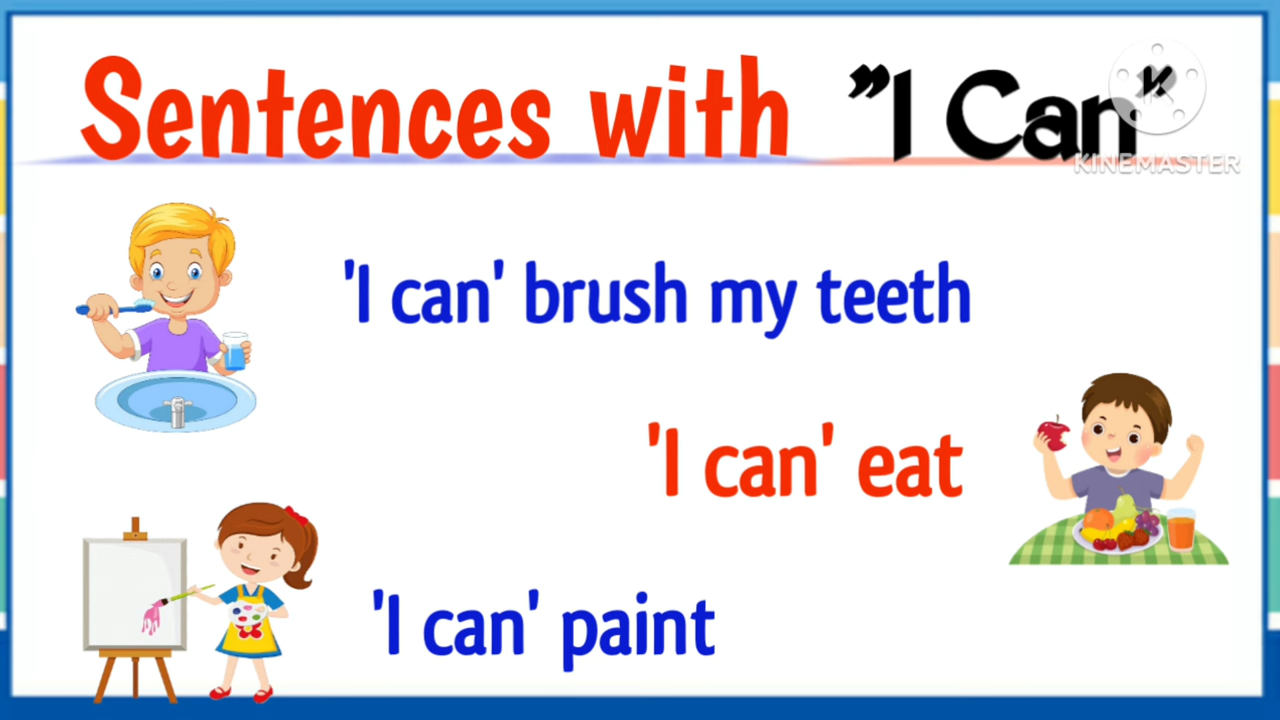 Sentences with "I Can"
KINEMASTER
'I can' brush my teeth
'I can' eat
'I can' paint